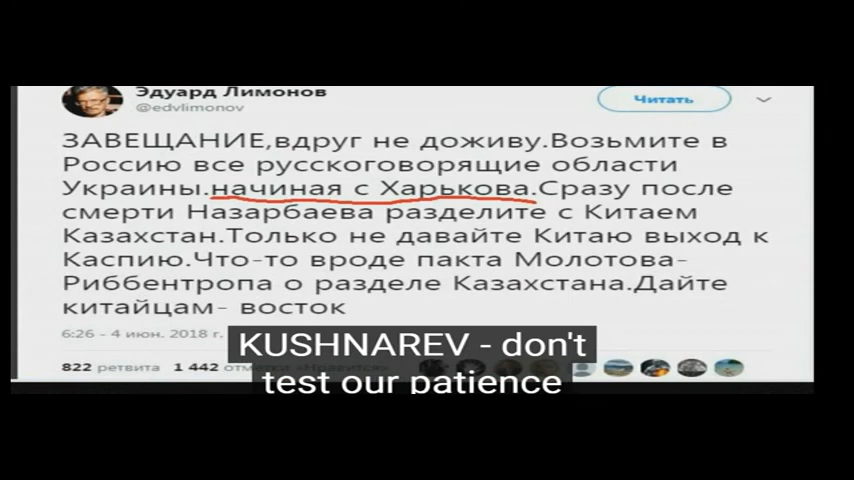 Эдуард Лимонов
@edvlimonov
Читать
ЗАВЕЩАНИЕ,вдруг не доживу.Возьмите в
Россию все русскоговорящие области
Украины.начиная с Харькова.Сразу после
смерти Назарбаева разделите с Китаем
Казахстан.Только не давайте Китаю выход к
Каспию.Что-то вроде пакта Молотова-
Риббентропа о разделе Казахстана.Дайте
китайцам- восток
6:26 - 4 июн. 2018 г.
822 ретвита 1 442 отметки «Нравится»
KUSHNAREV - don't
test our patience